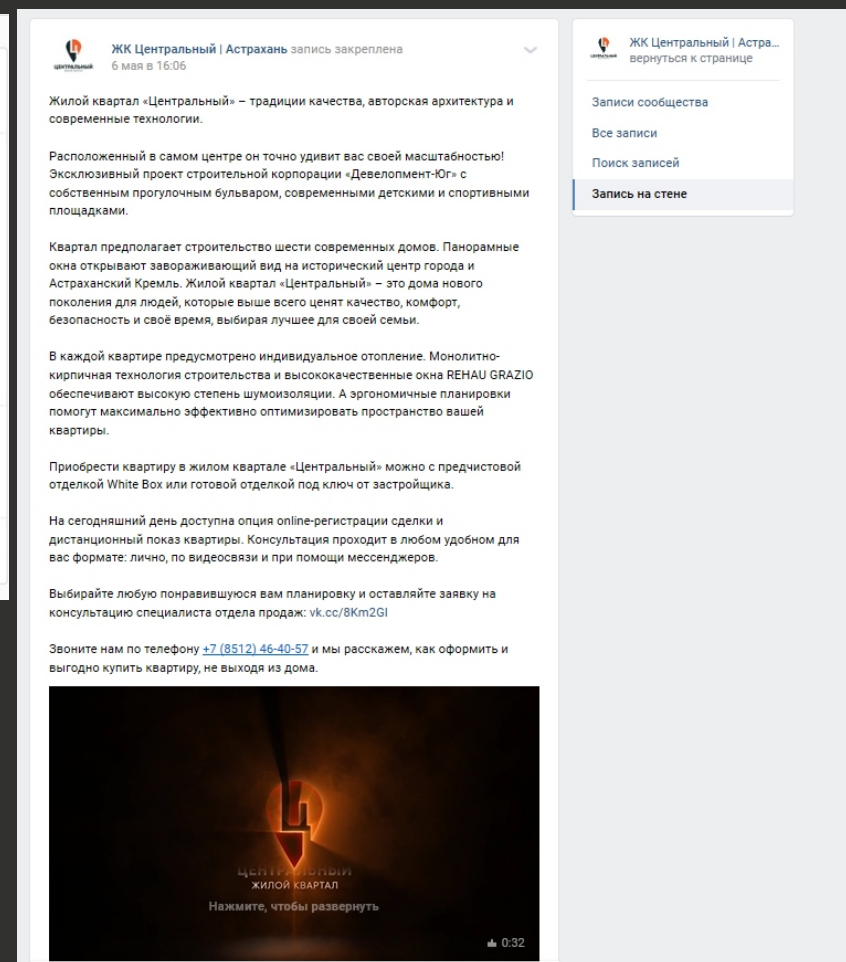 ЖК Центральный | Астрахань запись закреплена
6 мая в 16:06
Жилой квартал «Центральный» – традиции качества, авторская архитектура и
современные технологии.
Расположенный в самом центре он точно удивит вас своей масштабностью!
Эксклюзивный проект строительной корпорации «Девелопмент-Юг» с
собственным прогулочным бульваром, современными детскими и спортивными
площадками.
Квартал предполагает строительство шести современных домов. Панорамные
окна открывают завораживающий вид на исторический центр города и
Астраханский Кремль. Жилой квартал «Центральный» – это дома нового
поколения для людей, которые выше всего ценят качество, комфорт,
безопасность и своё время, выбирая лучшее для своей семьи.
В каждой квартире предусмотрено индивидуальное отопление. Монолитно-
кирпичная технология строительства и высококачественные окна REHAU GRAZIO
обеспечивают высокую степень шумоизоляции. А эргономичные планировки
помогут максимально эффективно оптимизировать пространство вашей
квартиры.
Приобрести квартиру в жилом квартале «Центральный» можно с предчистовой
отделкой White Box или готовой отделкой под ключ от застройщика.
На сегодняшний день доступна опция online-регистрации сделки и
дистанционный показ квартиры. Консультация проходит в любом удобном для
вас формате: лично, по видеосвязи и при помощи мессенджеров.
Выбирайте любую понравившуюся вам планировку и оставляйте заявку на
консультацию специалиста отдела продаж: vk.cc/8Km2GI
Звоните нам по телефону +7 (8512) 46-40-57 и мы расскажем, как оформить и
выгодно купить квартиру, не выходя из дома.
ЦЕНТРАЛЬНЫЙ
ЖИЛОЙ КВАРТАЛ
Нажмите, чтобы развернуть
0:32
ЖК Центральный | Астра...
вернуться к странице
Записи сообщества
Все записи
Поиск записей
Запись на стене